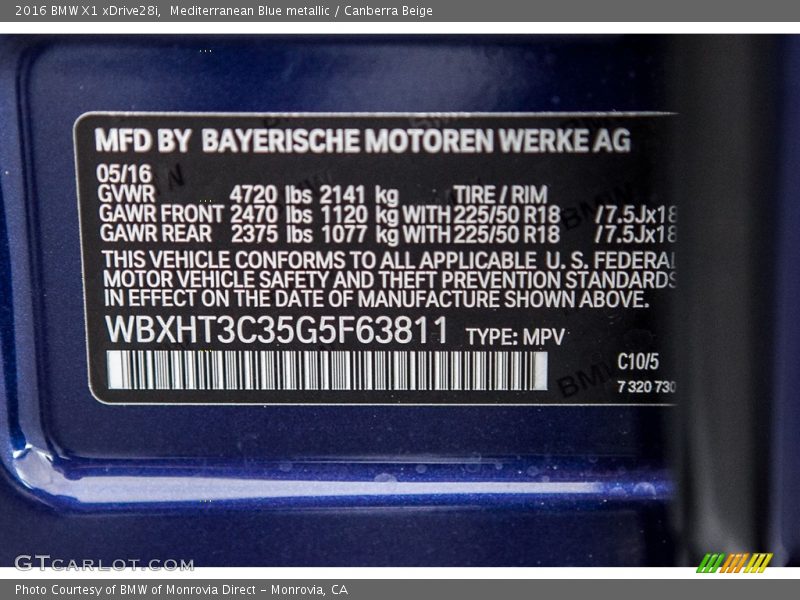 2016 BMW X1 xDrive28i, Mediterranean Blue metallic / Canberra Beige
MFD BY BAYERISCHE MOTOREN WERKE AG
05/16
GVWR 4720 lbs 2141 kg TIRE / RIM
GAWR FRONT 2470 lbs 1120 kg WITH 225/50 R18 /7.5Jx18
GAWR REAR 2375 lbs 1077 kg WITH 225/50 R18 /7.5Jx18
THIS VEHICLE CONFORMS TO ALL APPLICABLE U. S. FEDERAL
MOTOR VEHICLE SAFETY AND THEFT PREVENTION STANDARDS
IN EFFECT ON THE DATE OF MANUFACTURE SHOWN ABOVE.
WBXHT3C35G5F63811 TYPE: MPV
C10/5
BMW
7 320 730
GTCARLOT.COM
Photo Courtesy of BMW of Monrovia Direct - Monrovia, CA